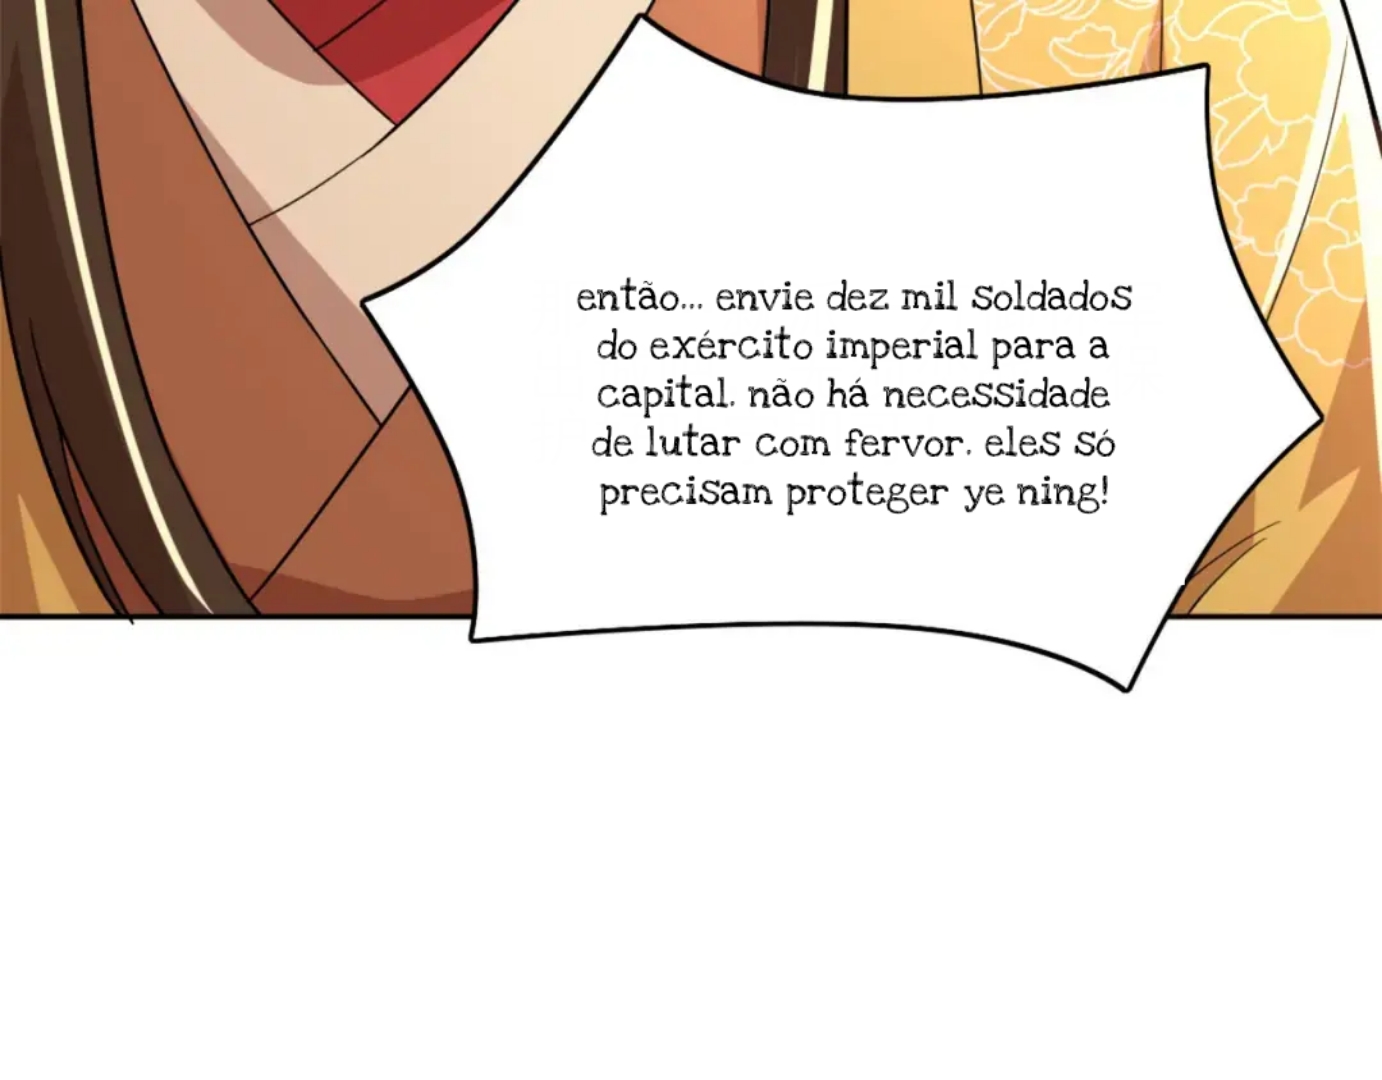 então... envie dez mil soldados
do exército imperial para a
capital. não há necessidade
de lutar com fervor. eles só
precisam proteger ye ning!